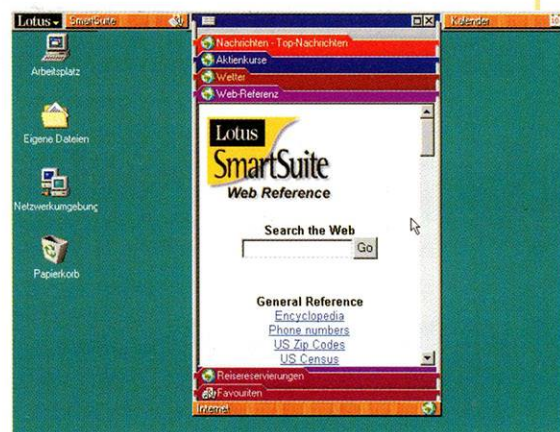 Lotus
SmartSuite
Kalender
Nachrichten - Top-Nachrichten
Aktienkurse
Wetter
Web-Referenz
Arbeitsplatz
Eigene Dateien
Netzwerkumgebung
Papierkorb
Lotus
SmartSuite
Web Reference
Search the Web
Go
General Reference
Encyclopedia
Phone numbers
US Zip Codes
US Census
Reisereservierungen
Favouriten
Internet